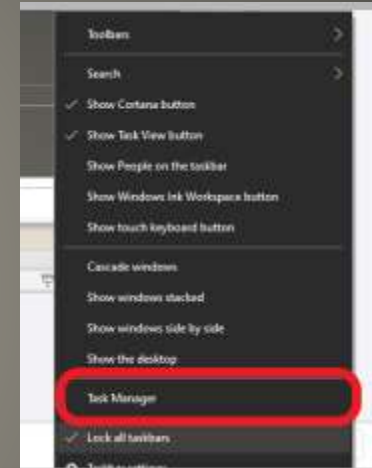 Toolbars
Search
Show Cortana button
Show Task View button
Show People on the taskbar
Show Windows Ink Workspace button
Show touch keyboard button
Cascade windows
Show windows stacked
Show windows side by side
Show the desktop
Task Manager
Lock all taskbars
Taskbar settings